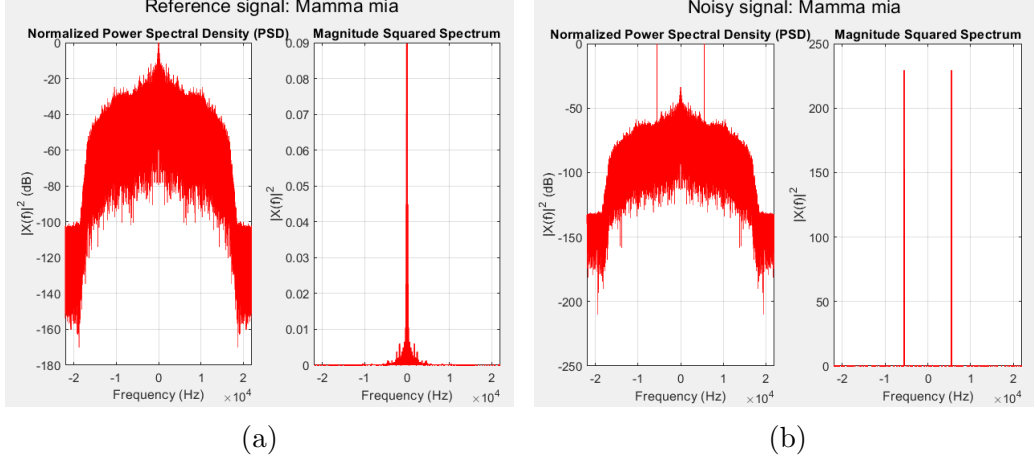 Reference signal: Mamma mia
Normalized Power Spectral Density (PSD)
0
-20
-40
-60
-80
-100
-120
-140
-160
-180
|X(f)|² (dB)
-2 -1 0 1 2
Frequency (Hz) ×10⁴
Magnitude Squared Spectrum
0.09
0.08
0.07
0.06
0.05
0.04
0.03
0.02
0.01
0
|X(f)|²
-2 -1 0 1 2
Frequency (Hz) ×10⁴
(a)
Noisy signal: Mamma mia
Normalized Power Spectral Density (PSD)
0
-50
-100
-150
-200
-250
|X(f)|² (dB)
-2 -1 0 1 2
Frequency (Hz) ×10⁴
Magnitude Squared Spectrum
250
200
150
100
50
0
|X(f)|²
-2 -1 0 1 2
Frequency (Hz) ×10⁴
(b)